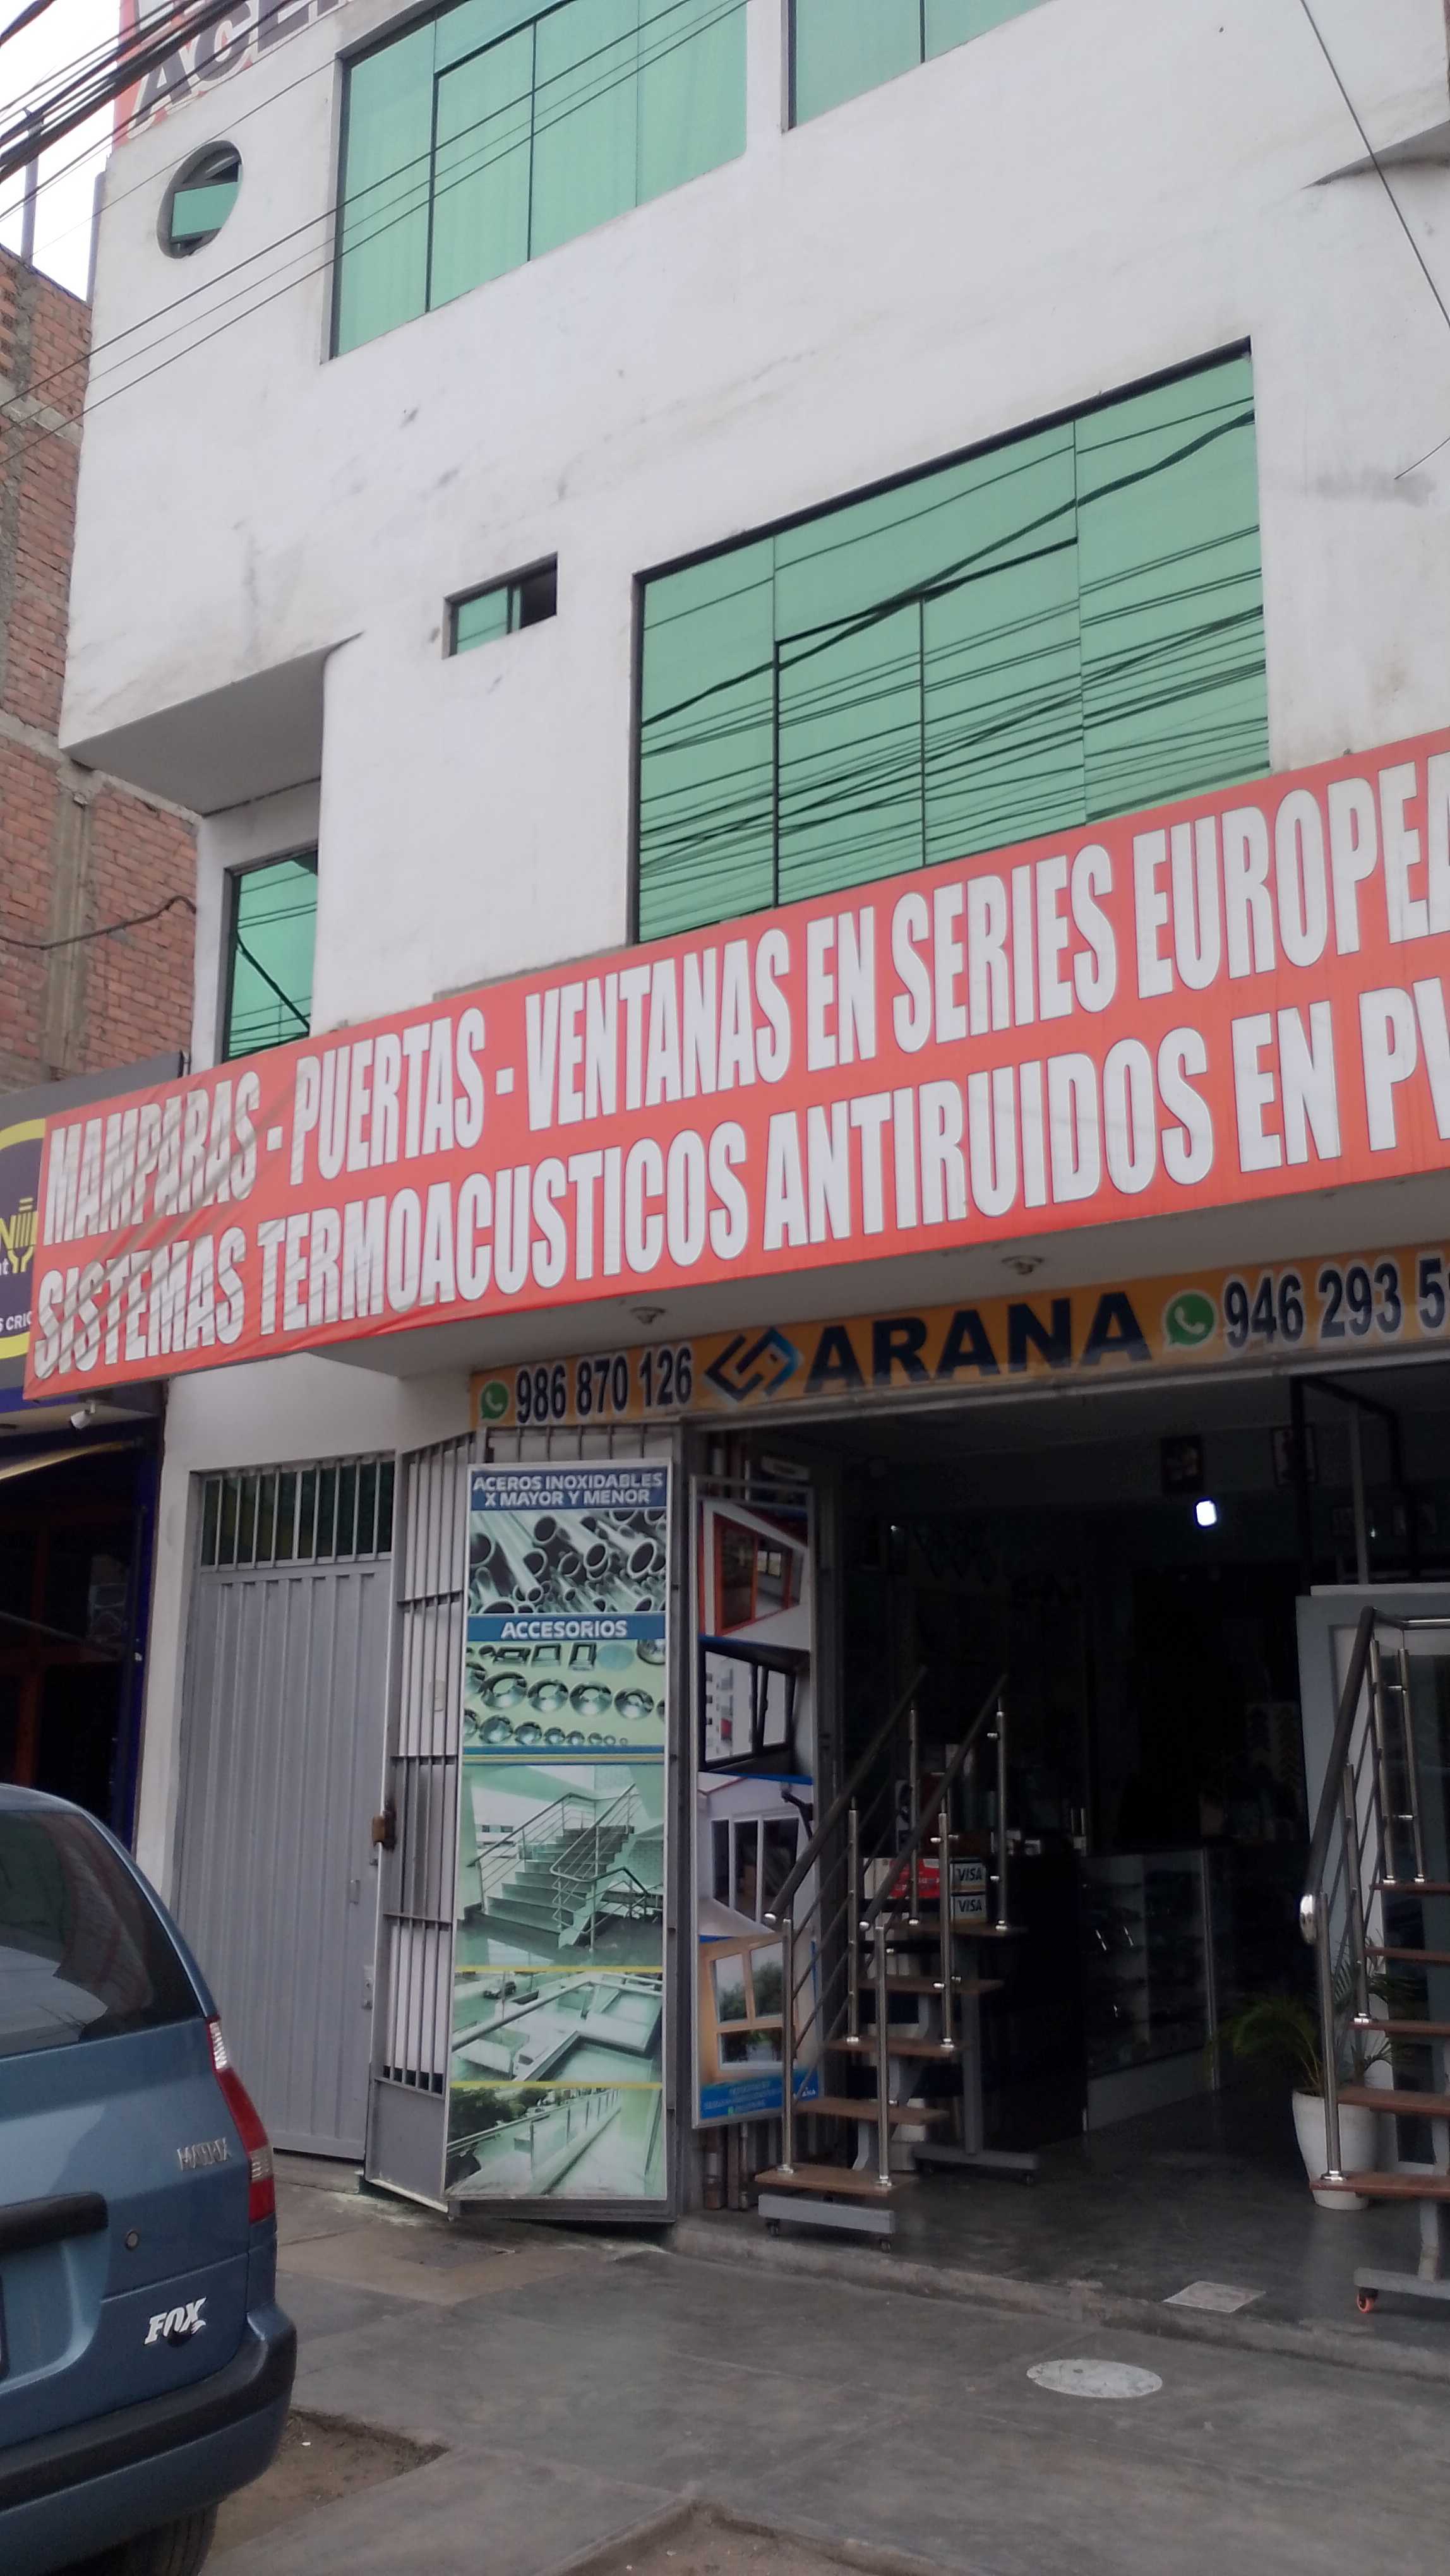 MAMPARAS - PUERTAS - VENTANAS EN SERIES EUROPEA
SISTEMAS TERMOACUSTICOS ANTIRUIDOS EN PV
986 870 126 ARANA 946 293 5
ACEROS INOXIDABLES
X MAYOR Y MENOR
ACCESORIOS
VISA
VISA
MATRIX
FOX